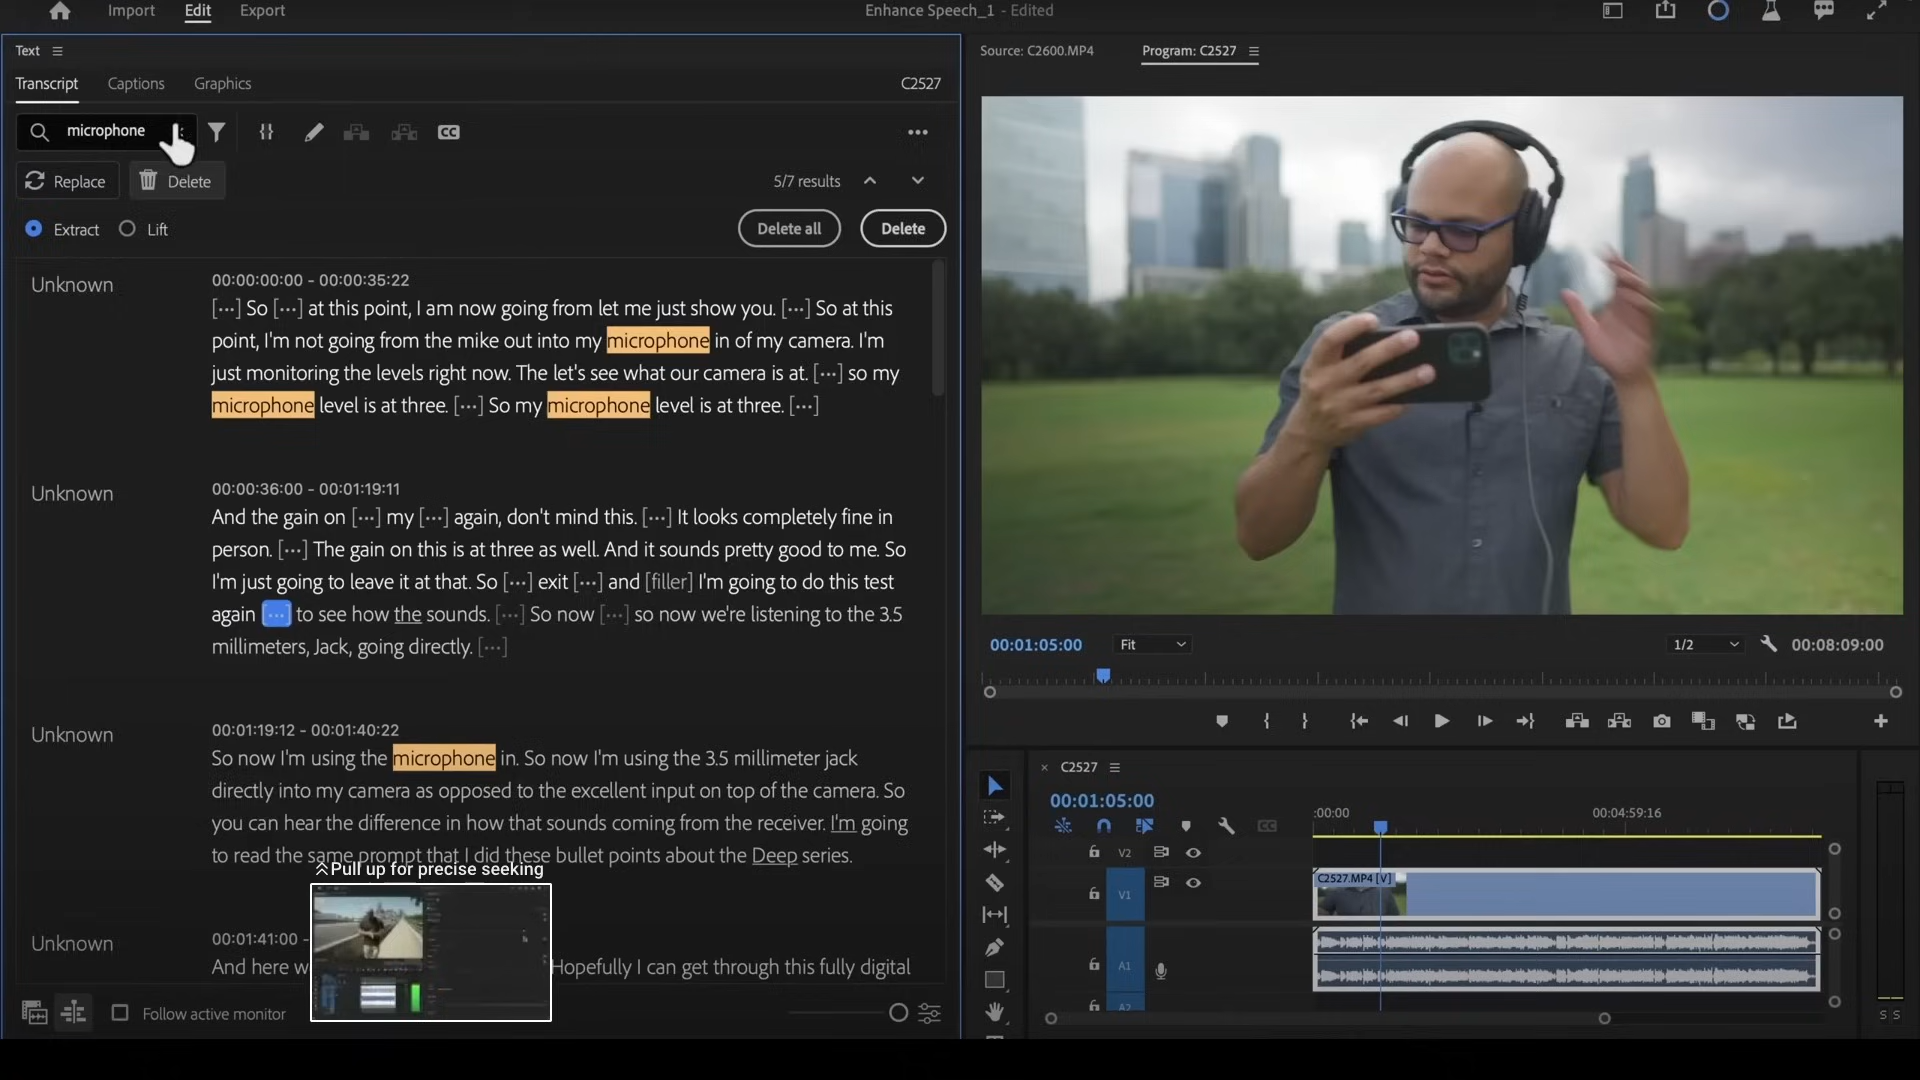 Import Edit Export
Enhance Speech_1 - Edited
Text
Source: C2600.MP4
Program: C2527
Transcript Captions Graphics
C2527
microphone
CC
Replace
Delete
5/7 results
Extract
Lift
Delete all
Delete
Unknown
00:00:00:00 - 00:00:35:22
[...] So [...] at this point, I am now going from let me just show you. [...] So at this
point, I'm not going from the mike out into my microphone in of my camera. I'm
just monitoring the levels right now. The let's see what our camera is at. [...] so my
microphone level is at three. [...] So my microphone level is at three. [...]
Unknown
00:00:36:00 - 00:01:19:11
And the gain on [...] my [...] again, don't mind this. [...] It looks completely fine in
person. [...] The gain on this is at three as well. And it sounds pretty good to me. So
I'm just going to leave it at that. So [...] exit [...] and [filler] I'm going to do this test
again [...] to see how the sounds. [...] So now [...] so now we're listening to the 3.5
millimeters, Jack, going directly. [...]
Unknown
00:01:19:12 - 00:01:40:22
So now I'm using the microphone in. So now I'm using the 3.5 millimeter jack
directly into my camera as opposed to the excellent input on top of the camera. So
you can hear the difference in how that sounds coming from the receiver. I'm going
to read the same prompt that I did these bullet points about the Deep series.
Pull up for precise seeking
Unknown
00:01:41:00 -
And here w
Hopefully I can get through this fully digital
Follow active monitor
00:01:05:00
Fit
1/2
00:08:09:00
× C2527
00:01:05:00
:00:00
00:04:59:16
CC
V2
C2527.MP4 [V]
V1
A1
A2
S S